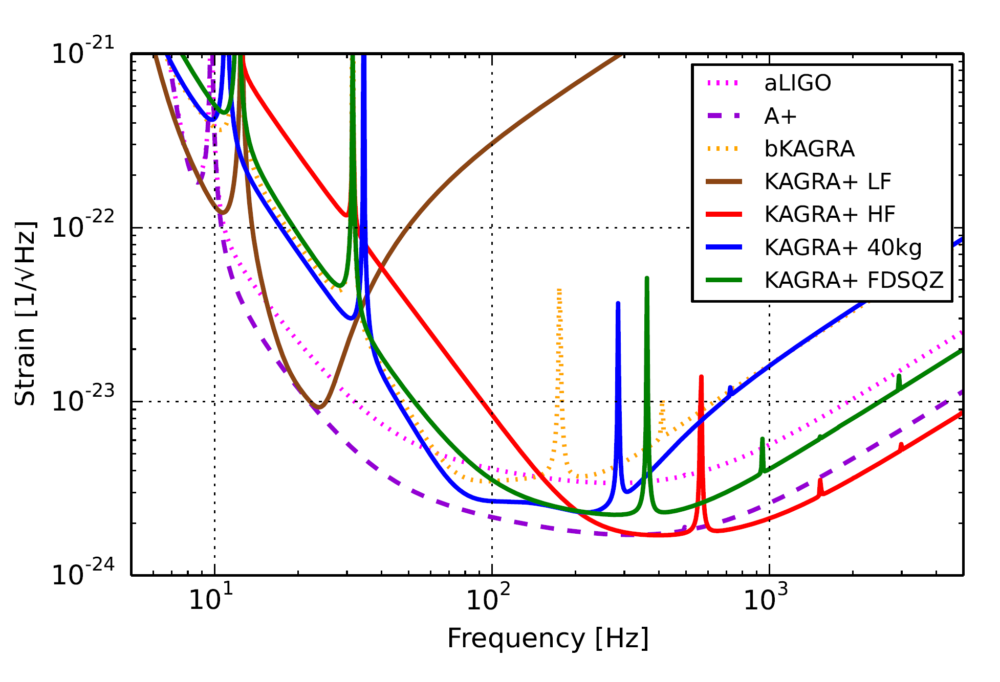 10^-21
10^-22
10^-23
10^-24
Strain [1/√Hz]
aLIGO
A+
bKAGRA
KAGRA+ LF
KAGRA+ HF
KAGRA+ 40kg
KAGRA+ FDSQZ
10^1 10^2 10^3
Frequency [Hz]